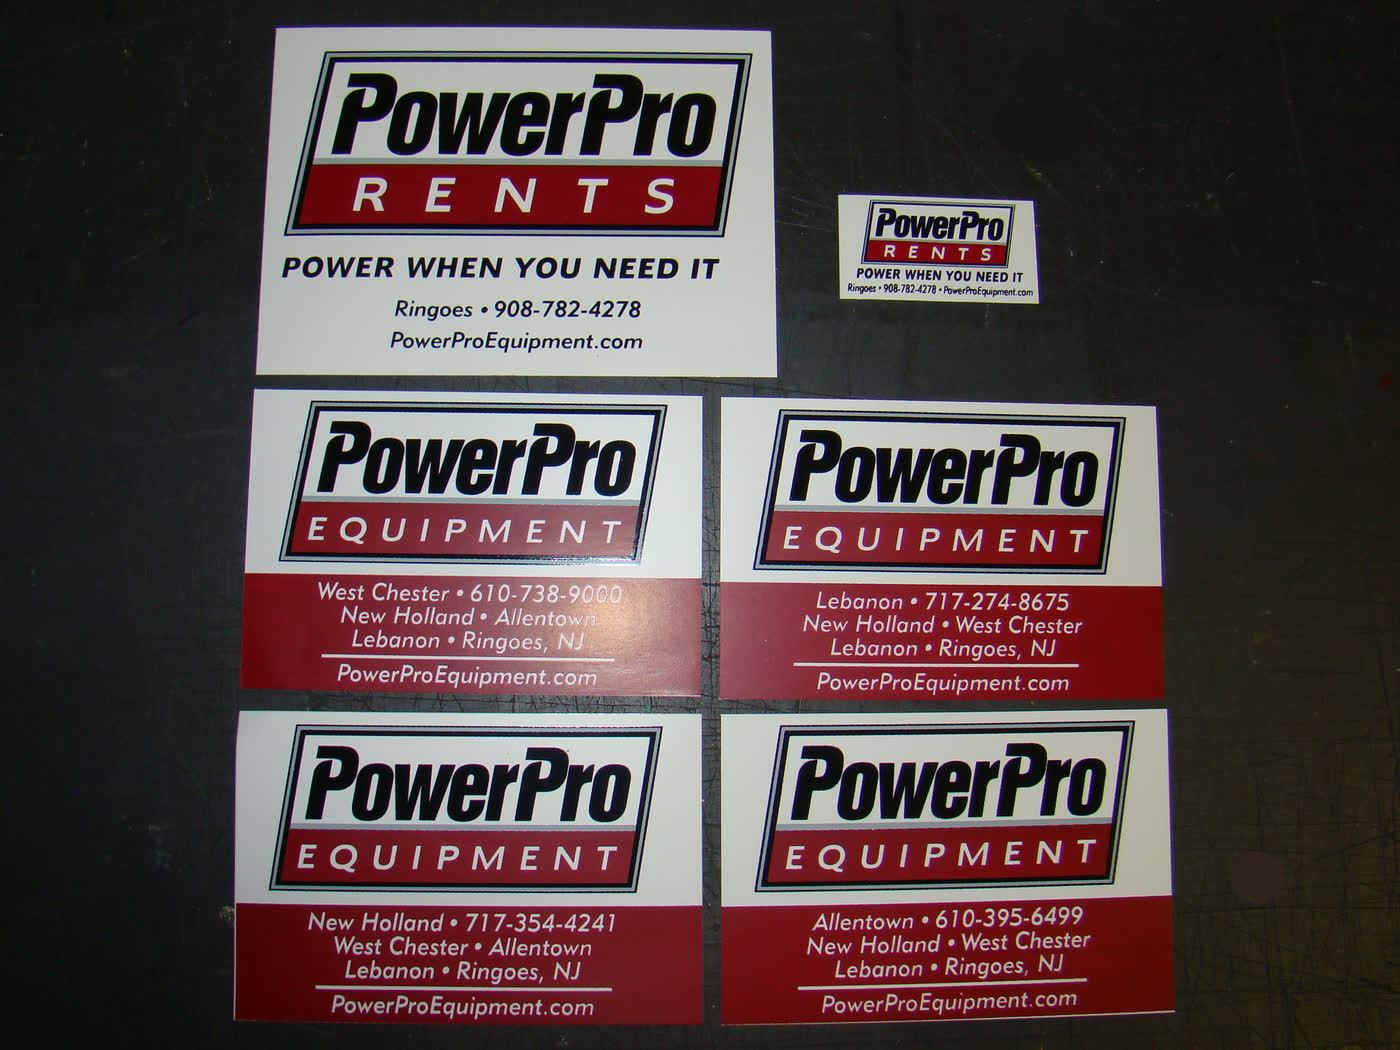 PowerPro
RENTS
POWER WHEN YOU NEED IT
Ringoes • 908-782-4278
PowerProEquipment.com
PowerPro
RENTS
POWER WHEN YOU NEED IT
Ringoes • 908-782-4278 • PowerProEquipment.com
PowerPro
EQUIPMENT
West Chester • 610-738-9000
New Holland • Allentown
Lebanon • Ringoes, NJ
PowerProEquipment.com
PowerPro
EQUIPMENT
Lebanon • 717-274-8675
New Holland • West Chester
Lebanon • Ringoes, NJ
PowerProEquipment.com
PowerPro
EQUIPMENT
New Holland • 717-354-4241
West Chester • Allentown
Lebanon • Ringoes, NJ
PowerProEquipment.com
PowerPro
EQUIPMENT
Allentown • 610-395-6499
New Holland • West Chester
Lebanon • Ringoes, NJ
PowerProEquipment.com